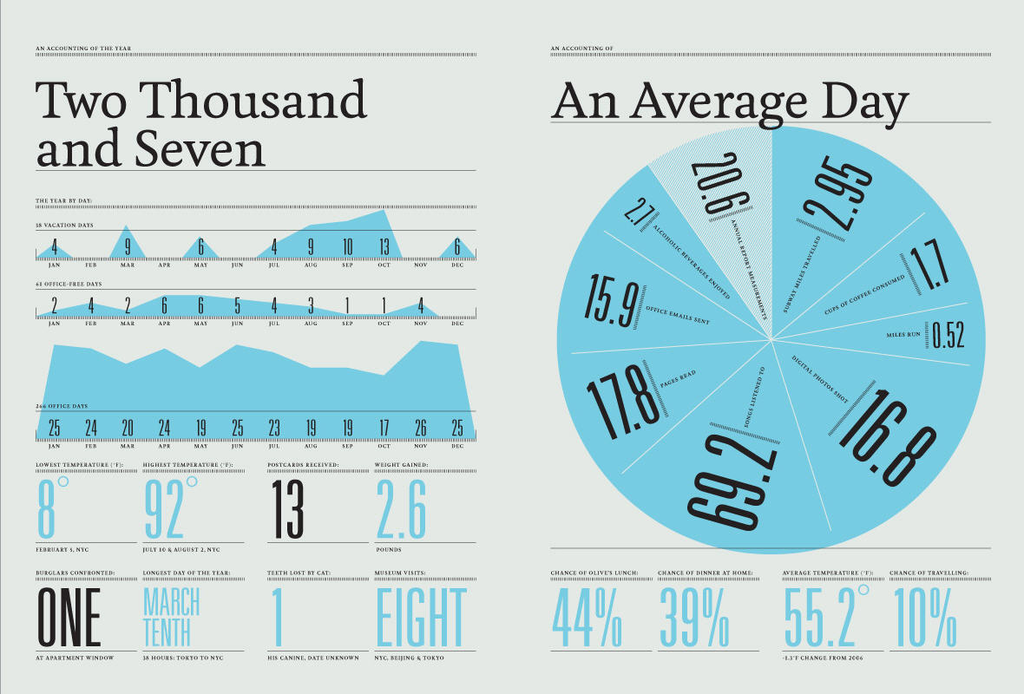 AN ACCOUNTING OF THE YEAR
Two Thousand
and Seven
THE YEAR BY DAY:
18 VACATION DAYS
4 9 6 4 9 10 13 6
JAN FEB MAR APR MAY JUN JUL AUG SEP OCT NOV DEC
61 OFFICE-FREE DAYS
2 4 2 6 6 5 4 3 1 1 4
JAN FEB MAR APR MAY JUN JUL AUG SEP OCT NOV DEC
OFFICE DAYS
25 24 20 24 19 25 23 19 19 17 26 25
JAN FEB MAR APR MAY JUN JUL AUG SEP OCT NOV DEC
LOWEST TEMPERATURE (°F): HIGHEST TEMPERATURE (°F): POSTCARDS RECEIVED: WEIGHT GAINED:
8° 92° 13 2.6
FEBRUARY 5, NYC JULY 10 & AUGUST 2, NYC POUNDS
BURGLARS CONFRONTED: LONGEST DAY OF THE YEAR: TEETH LOST BY CAT: MUSEUM VISITS:
ONE MARCH 1 EIGHT
TENTH
AT APARTMENT WINDOW 38 HOURS: TOKYO TO NYC HIS CANINE, DATE UNKNOWN NYC, BEIJING & TOKYO
AN ACCOUNTING OF
An Average Day
20.6 ANNUAL REPORT MEASUREMENTS
2.95 SUBWAY MILES TRAVELLED
1.7 CUPS OF COFFEE CONSUMED
MILES RUN 0.52
DIGITAL PHOTOS SHOT 16.8
SONGS LISTENED TO 69.2
17.8 PAGES READ
15.9 OFFICE EMAILS SENT
2.7 ALCOHOLIC BEVERAGES ENJOYED
CHANCE OF OLIVE'S LUNCH: CHANCE OF DINNER AT HOME: AVERAGE TEMPERATURE (°F): CHANCE OF TRAVELLING:
44% 39% 55.2° 10%
-1.3°F CHANGE FROM 2006